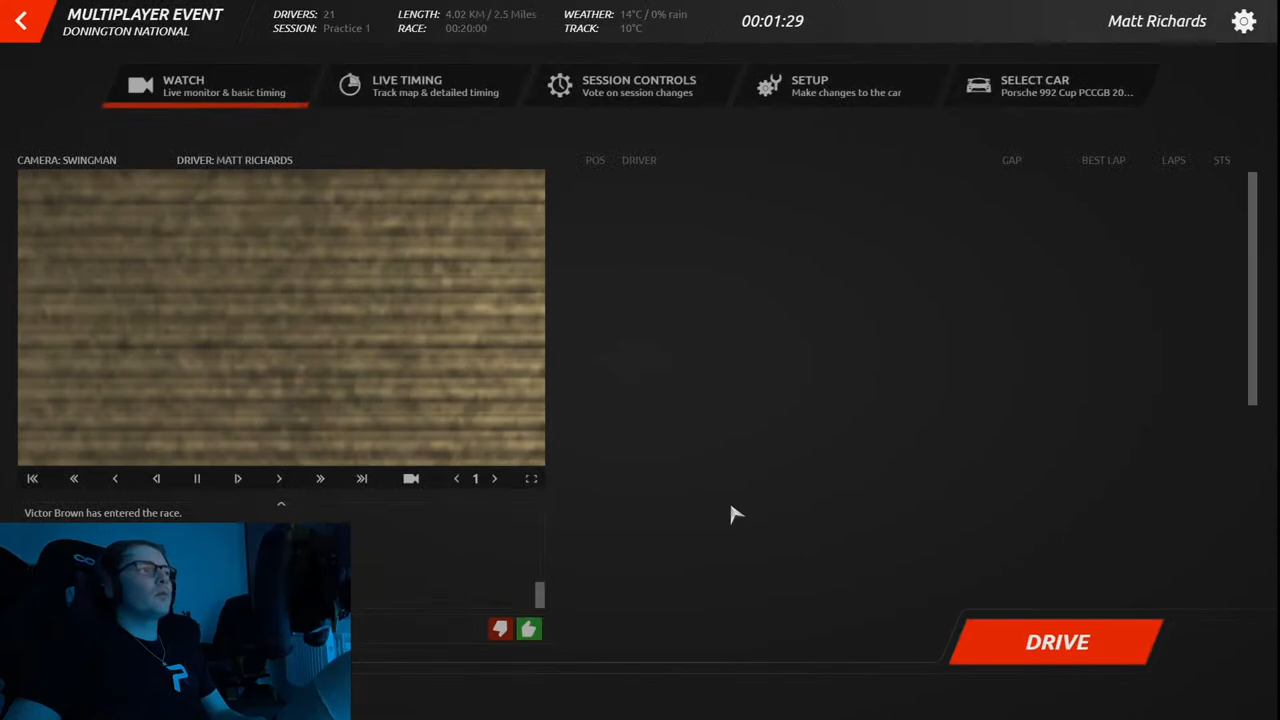 MULTIPLAYER EVENT
DONINGTON NATIONAL
DRIVERS: 21
SESSION: Practice 1
LENGTH: 4.02 KM / 2.5 Miles
RACE: 00:20:00
WEATHER: 14°C / 0% rain
TRACK: 10°C
00:01:29
Matt Richards
WATCH
Live monitor & basic timing
LIVE TIMING
Track map & detailed timing
SESSION CONTROLS
Vote on session changes
SETUP
Make changes to the car
SELECT CAR
Porsche 992 Cup PCCGB 20...
CAMERA: SWINGMAN
DRIVER: MATT RICHARDS
POS DRIVER GAP BEST LAP LAPS STS
1
Victor Brown has entered the race.
DRIVE